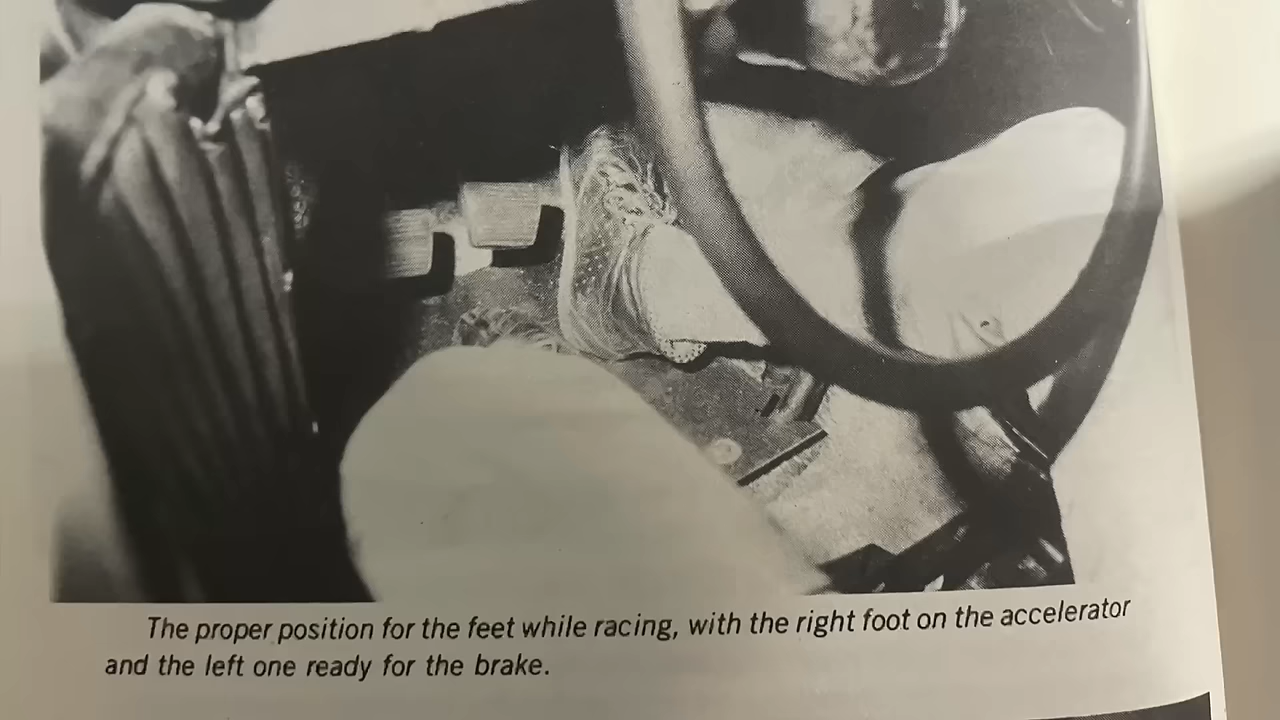 The proper position for the feet while racing, with the right foot on the accelerator
and the left one ready for the brake.